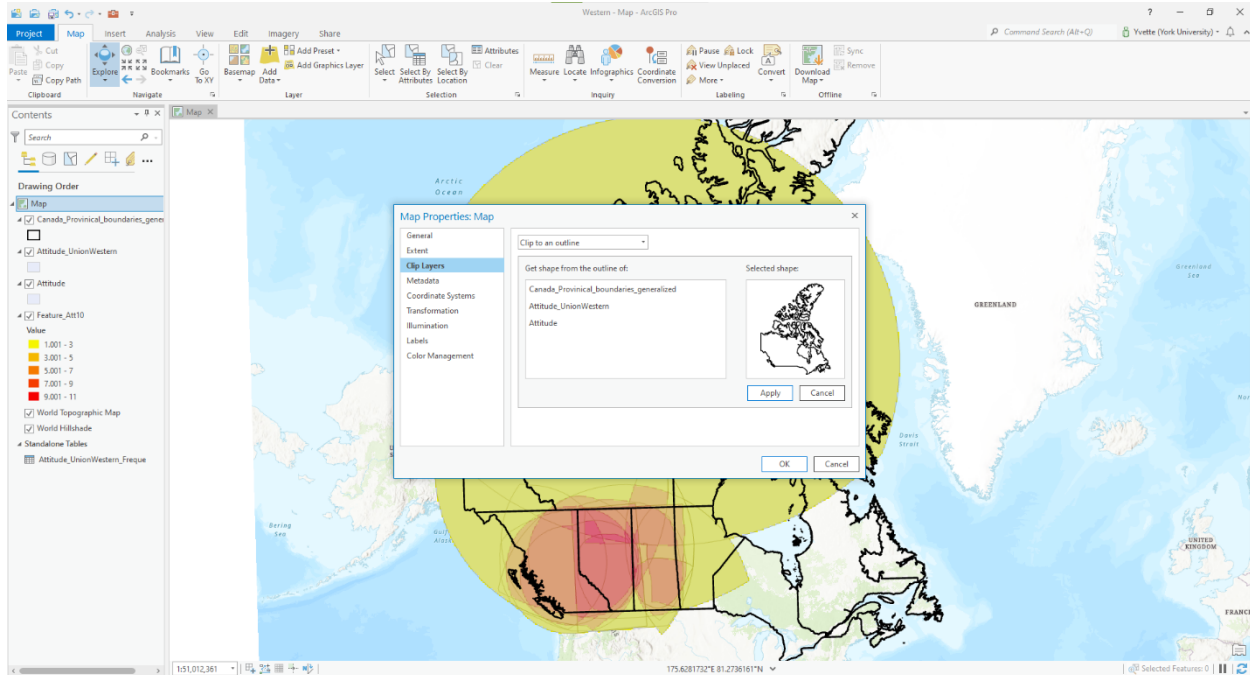 Western - Map - ArcGIS Pro
? 
Project Map Insert Analysis View Edit Imagery Share
Command Search (Alt+Q)
Yvette (York University)
Cut
Copy
Copy Path
Paste
Explore
Bookmarks
Go To XY
Basemap
Add Data
Add Preset
Add Graphics Layer
Select
Select By Attributes
Select By Location
Attributes
Clear
Measure
Locate
Infographics
Coordinate Conversion
Pause
Lock
View Unplaced
More
Convert
Download Map
Sync
Remove
Clipboard
Navigate
Layer
Selection
Inquiry
Labeling
Offline
Contents
Map
Search
Drawing Order
Map
Canada_Provinical_boundaries_gener
Attitude_UnionWestern
Attitude
Feature_Att10
Value
1.001 - 3
3.001 - 5
5.001 - 7
7.001 - 9
9.001 - 11
World Topographic Map
World Hillshade
Standalone Tables
Attitude_UnionWestern_Freque
Arctic
Ocean
Map Properties: Map
General
Extent
Clip Layers
Metadata
Coordinate Systems
Transformation
Illumination
Labels
Color Management
Clip to an outline
Get shape from the outline of:
Selected shape:
Canada_Provinical_boundaries_generalized
Attitude_UnionWestern
Attitude
Apply
Cancel
OK
Cancel
Greenland
Sea
GREENLAND
Davis
Strait
Bering
Sea
UNITED
KINGDOM
1:51,012,361
175.6281732°E 81.2736161°N
Selected Features: 0